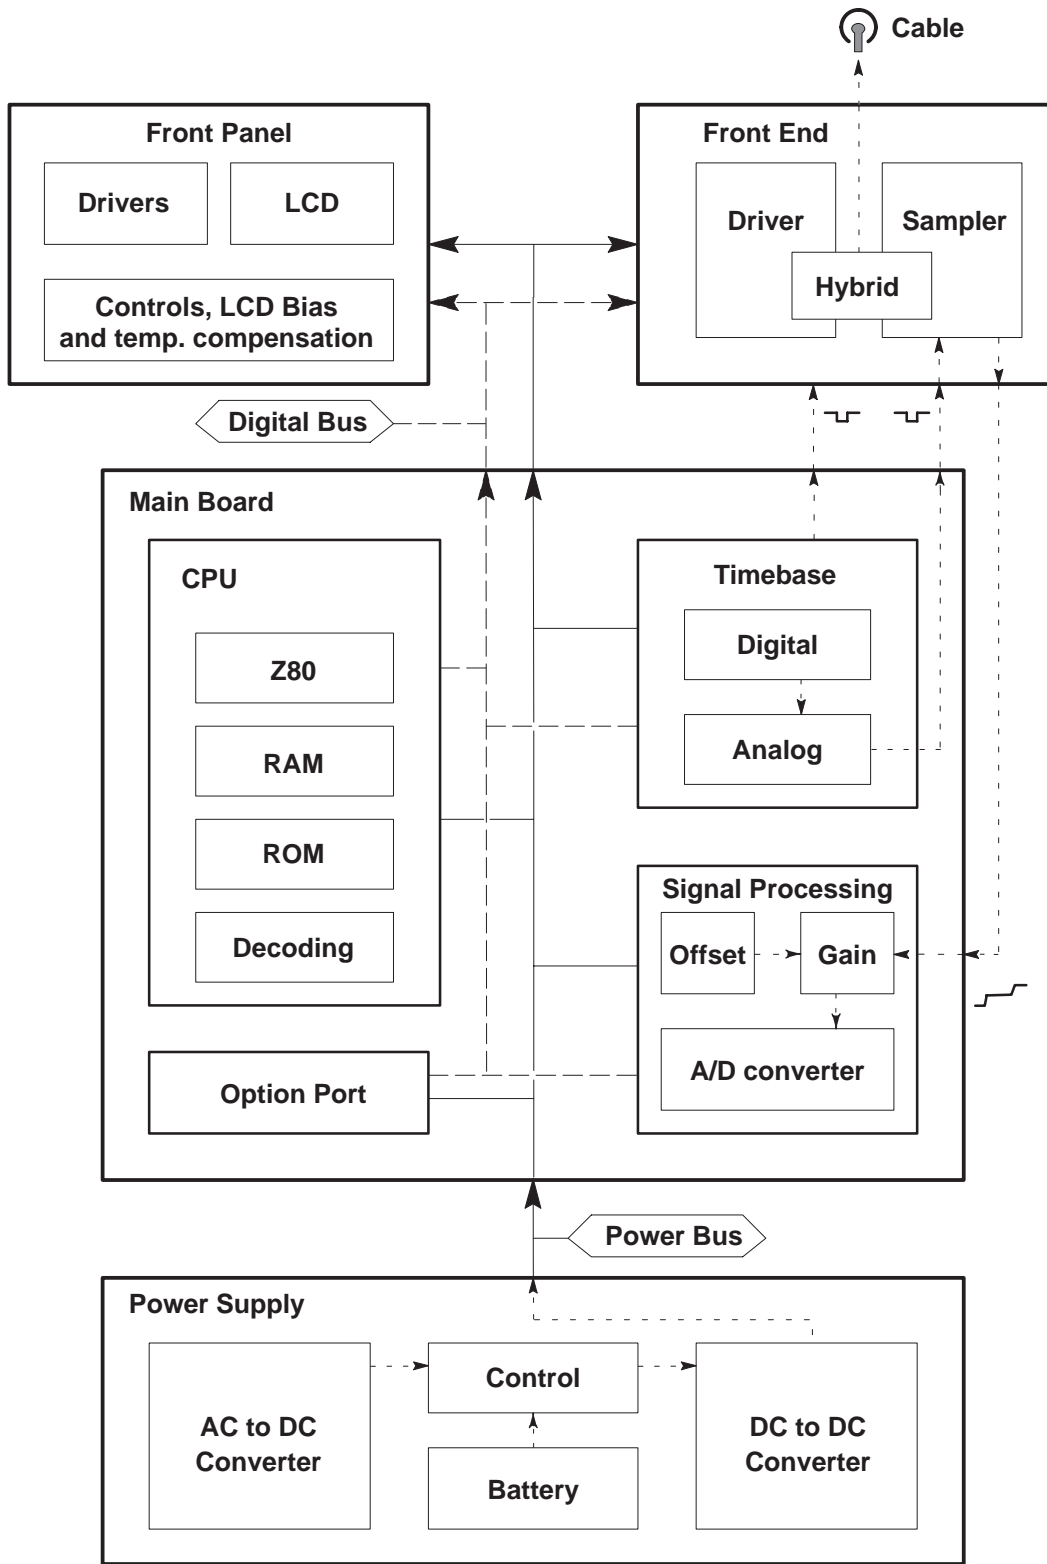 Cable
Front Panel
Drivers
LCD
Controls, LCD Bias
and temp. compensation
Front End
Driver
Sampler
Hybrid
Digital Bus
Main Board
CPU
Z80
RAM
ROM
Decoding
Option Port
Timebase
Digital
Analog
Signal Processing
Offset
Gain
A/D converter
Power Bus
Power Supply
AC to DC
Converter
Control
Battery
DC to DC
Converter